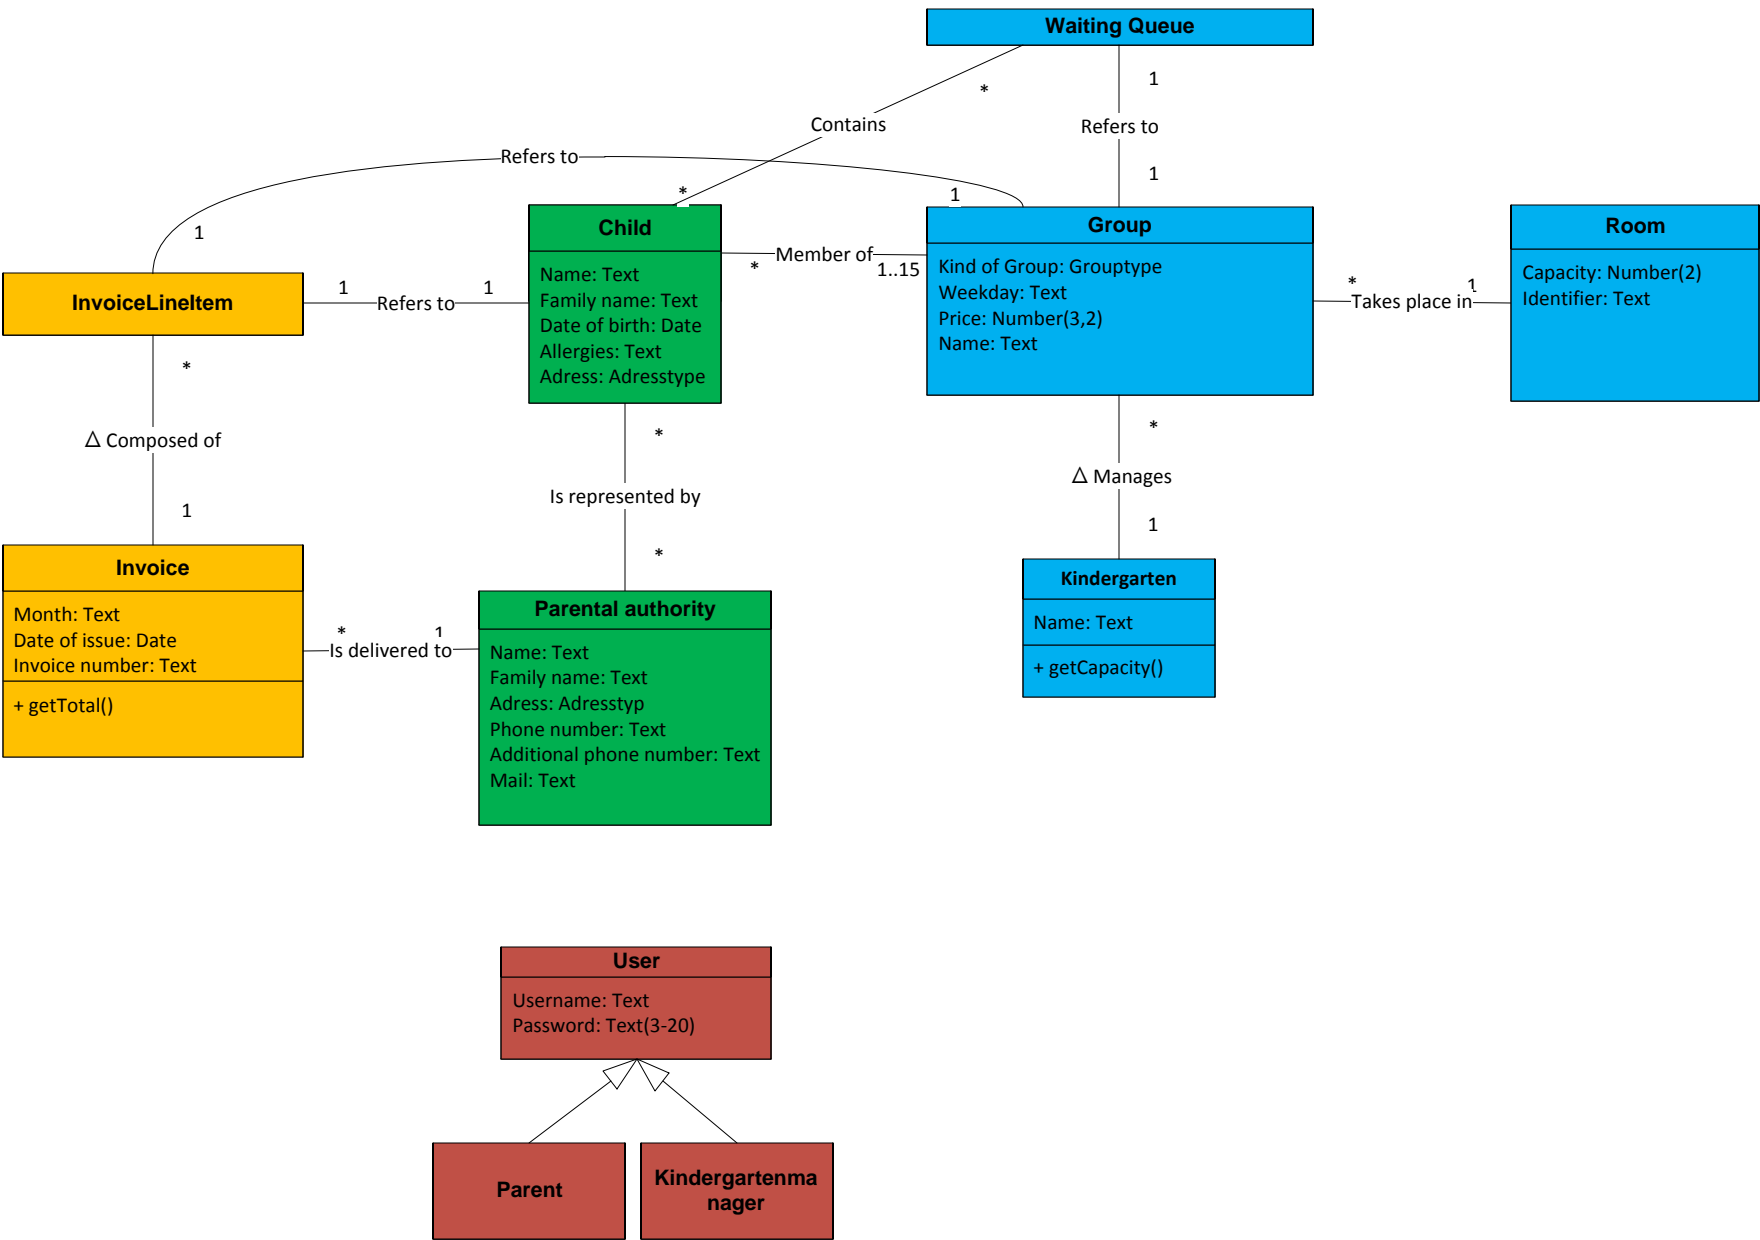 Waiting Queue
*
1
Contains
Refers to
Refers to
*
1
1
1
Child
Name: Text
Family name: Text
Date of birth: Date
Allergies: Text
Adress: Adresstype
*
Member of
1..15
Group
Kind of Group: Grouptype
Weekday: Text
Price: Number(3,2)
Name: Text
*
Takes place in
1
Room
Capacity: Number(2)
Identifier: Text
InvoiceLineItem
1
Refers to
1
*
Δ Composed of
1
*
Is represented by
*
*
Δ Manages
1
Invoice
Month: Text
Date of issue: Date
Invoice number: Text
+ getTotal()
*
Is delivered to
1
Parental authority
Name: Text
Family name: Text
Adress: Adresstyp
Phone number: Text
Additional phone number: Text
Mail: Text
Kindergarten
Name: Text
+ getCapacity()
User
Username: Text
Password: Text(3-20)
Parent
Kindergartenma
nager